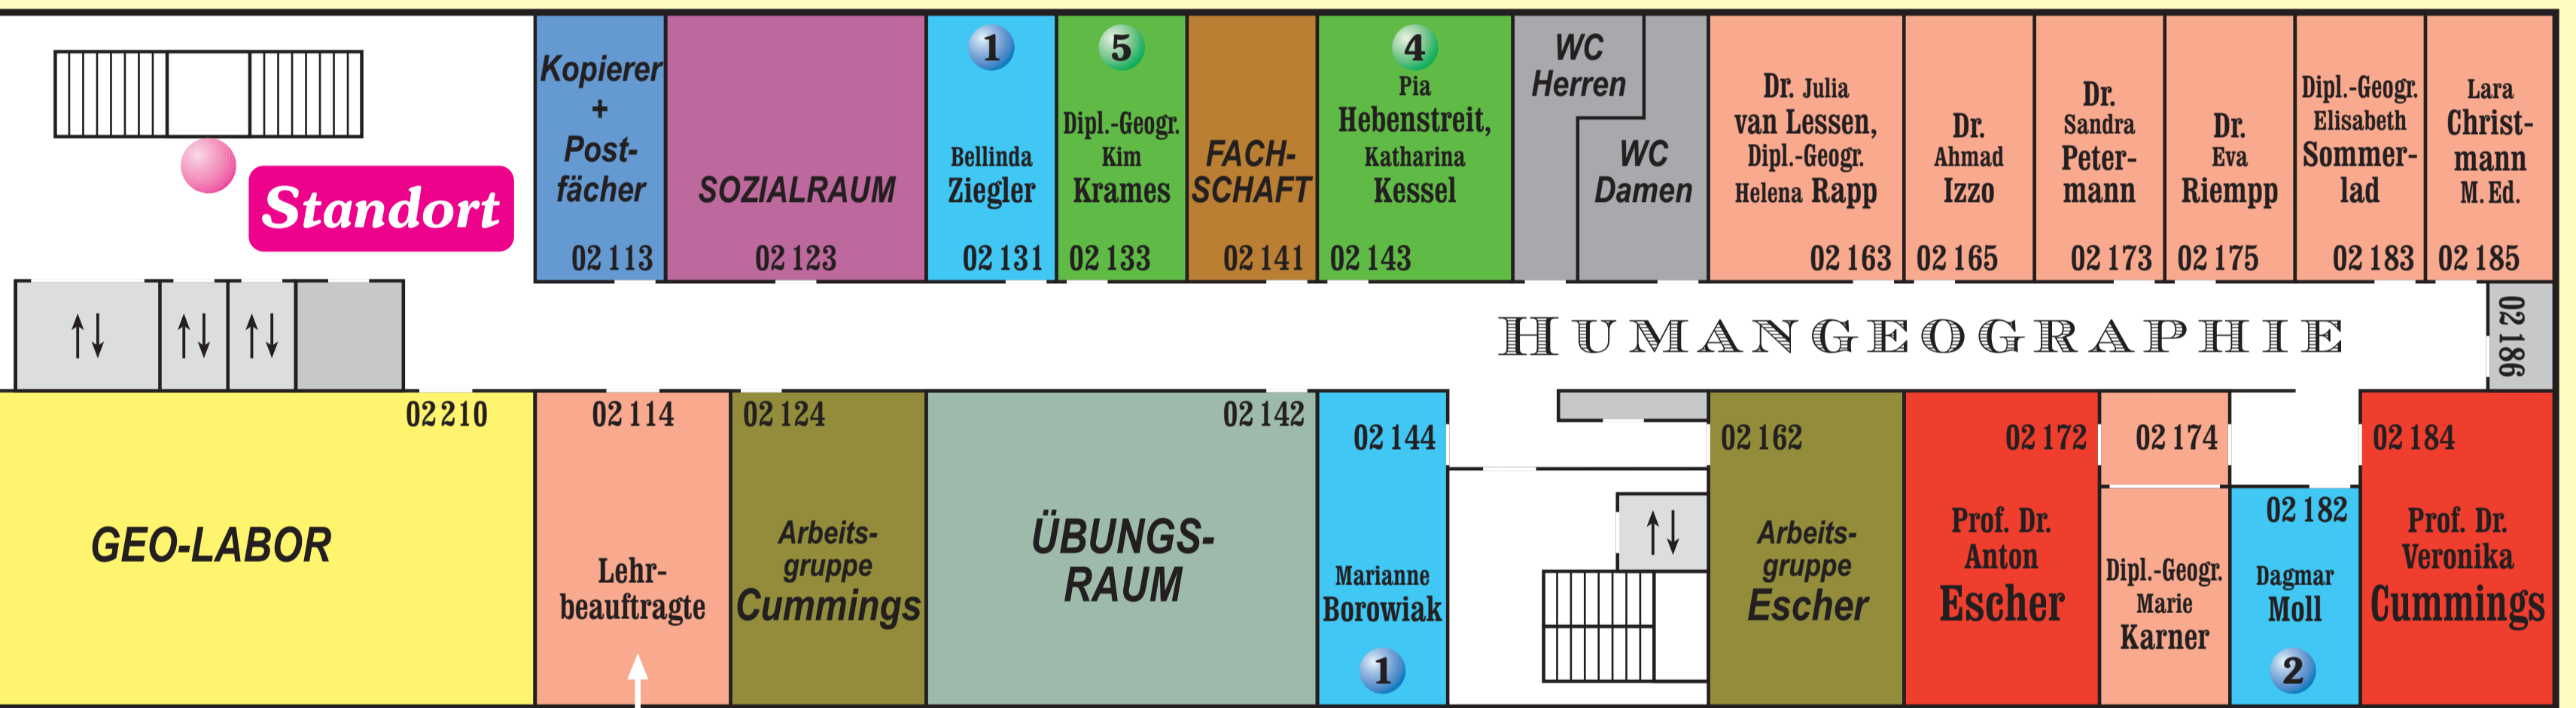 Standort
Kopierer
+
Post-
fächer
02 113
SOZIALRAUM
02 123
1
Bellinda
Ziegler
02 131
5
Dipl.-Geogr.
Kim
Krames
02 133
FACH-
SCHAFT
02 141
4
Pia
Hebenstreit,
Katharina
Kessel
02 143
WC
Herren
WC
Damen
Dr. Julia
van Lessen,
Dipl.-Geogr.
Helena Rapp
02 163
Dr.
Ahmad
Izzo
02 165
Dr.
Sandra
Peter-
mann
02 173
Dr.
Eva
Riempp
02 175
Dipl.-Geogr.
Elisabeth
Sommer-
lad
02 183
Lara
Christ-
mann
M. Ed.
02 185
HUMANGEOGRAPHIE
02 186
02 210
GEO-LABOR
02 114
Lehr-
beauftragte
02 124
Arbeits-
gruppe
Cummings
02 142
ÜBUNGS-
RAUM
02 144
Marianne
Borowiak
1
02 162
Arbeits-
gruppe
Escher
02 172
Prof. Dr.
Anton
Escher
02 174
Dipl.-Geogr.
Marie
Karner
02 182
Dagmar
Moll
2
02 184
Prof. Dr.
Veronika
Cummings